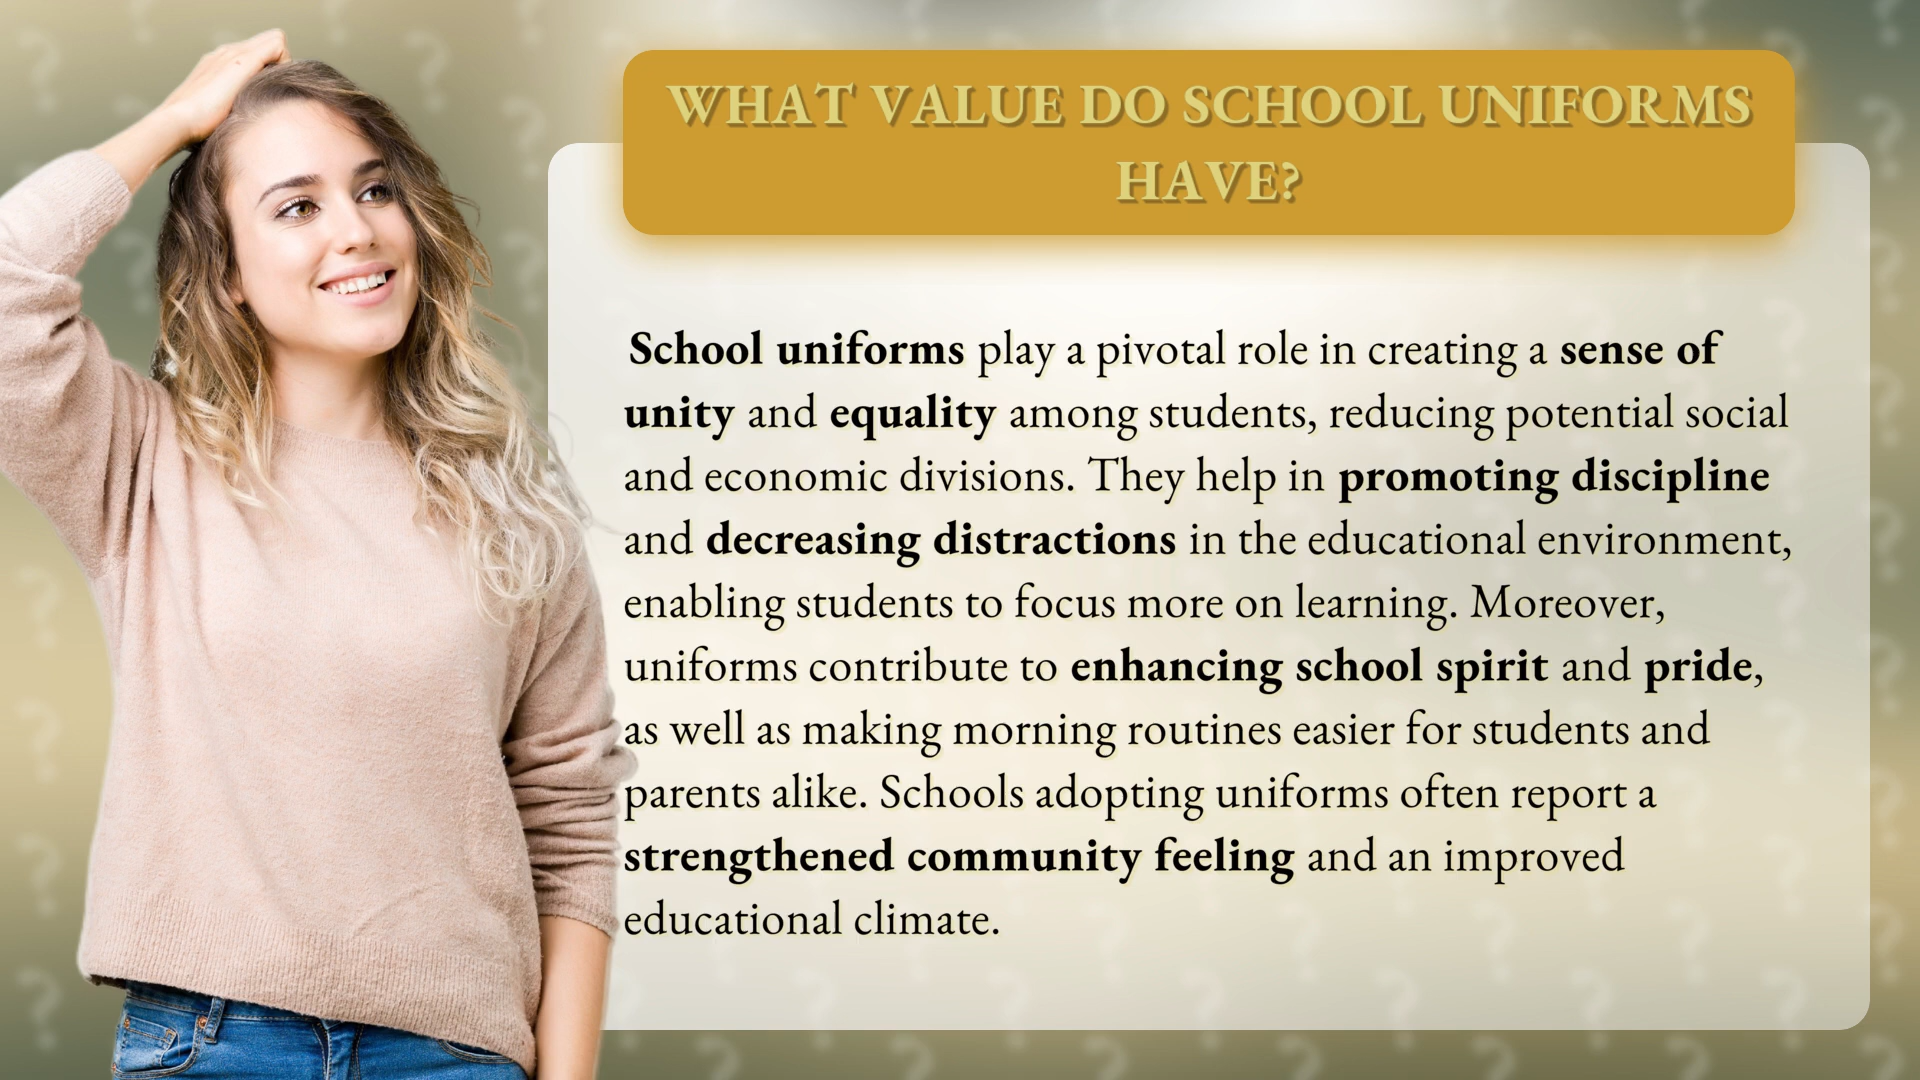 WHAT VALUE DO SCHOOL UNIFORMS
HAVE?
School uniforms play a pivotal role in creating a sense of
unity and equality among students, reducing potential social
and economic divisions. They help in promoting discipline
and decreasing distractions in the educational environment,
enabling students to focus more on learning. Moreover,
uniforms contribute to enhancing school spirit and pride,
as well as making morning routines easier for students and
parents alike. Schools adopting uniforms often report a
strengthened community feeling and an improved
educational climate.